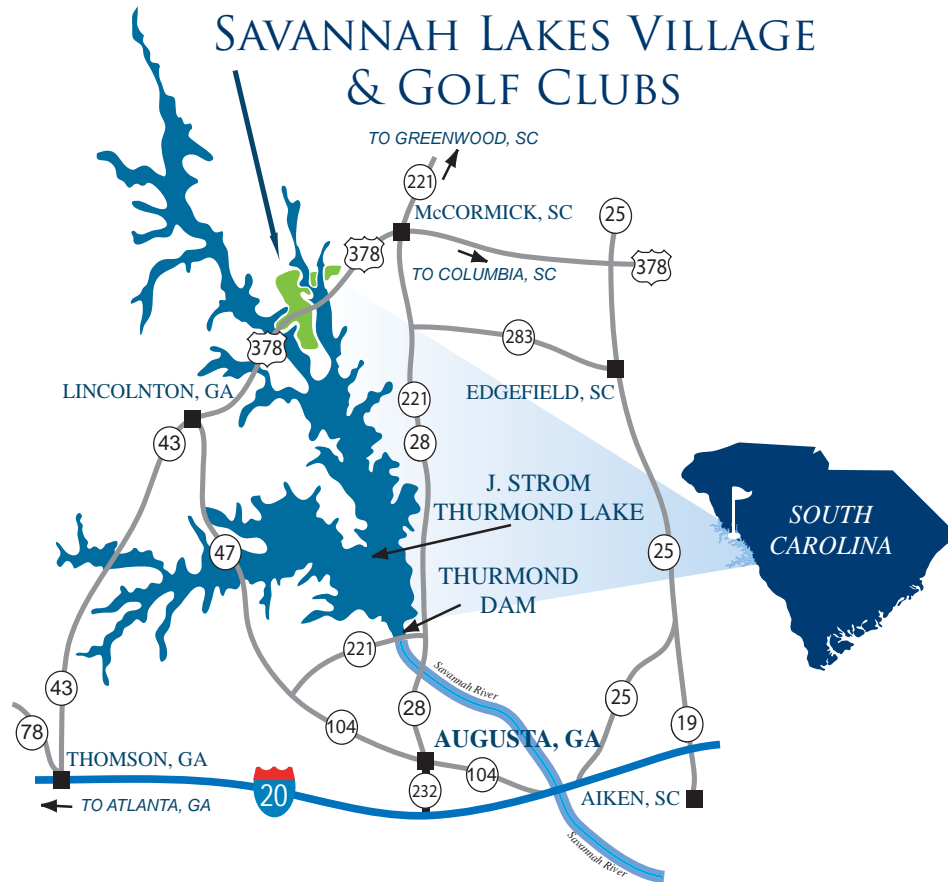 SAVANNAH LAKES VILLAGE
& GOLF CLUBS
TO GREENWOOD, SC
221
McCORMICK, SC
25
378
378
TO COLUMBIA, SC
283
378
EDGEFIELD, SC
LINCOLNTON, GA
221
43
28
J. STROM
THURMOND LAKE
SOUTH
CAROLINA
47
25
THURMOND
DAM
221
Savannah River
43
25
28
19
78
104
AUGUSTA, GA
THOMSON, GA
104
20
232
AIKEN, SC
TO ATLANTA, GA
Savannah River